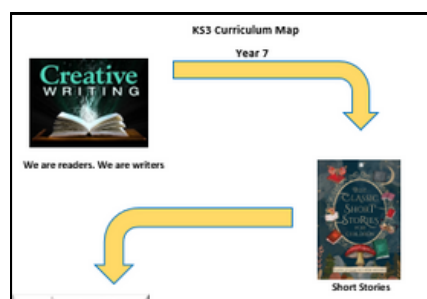 KS3 Curriculum Map
Year 7
Creative
WRITING
We are readers. We are writers
CLASSIC
SHORT
STORIES
Short Stories